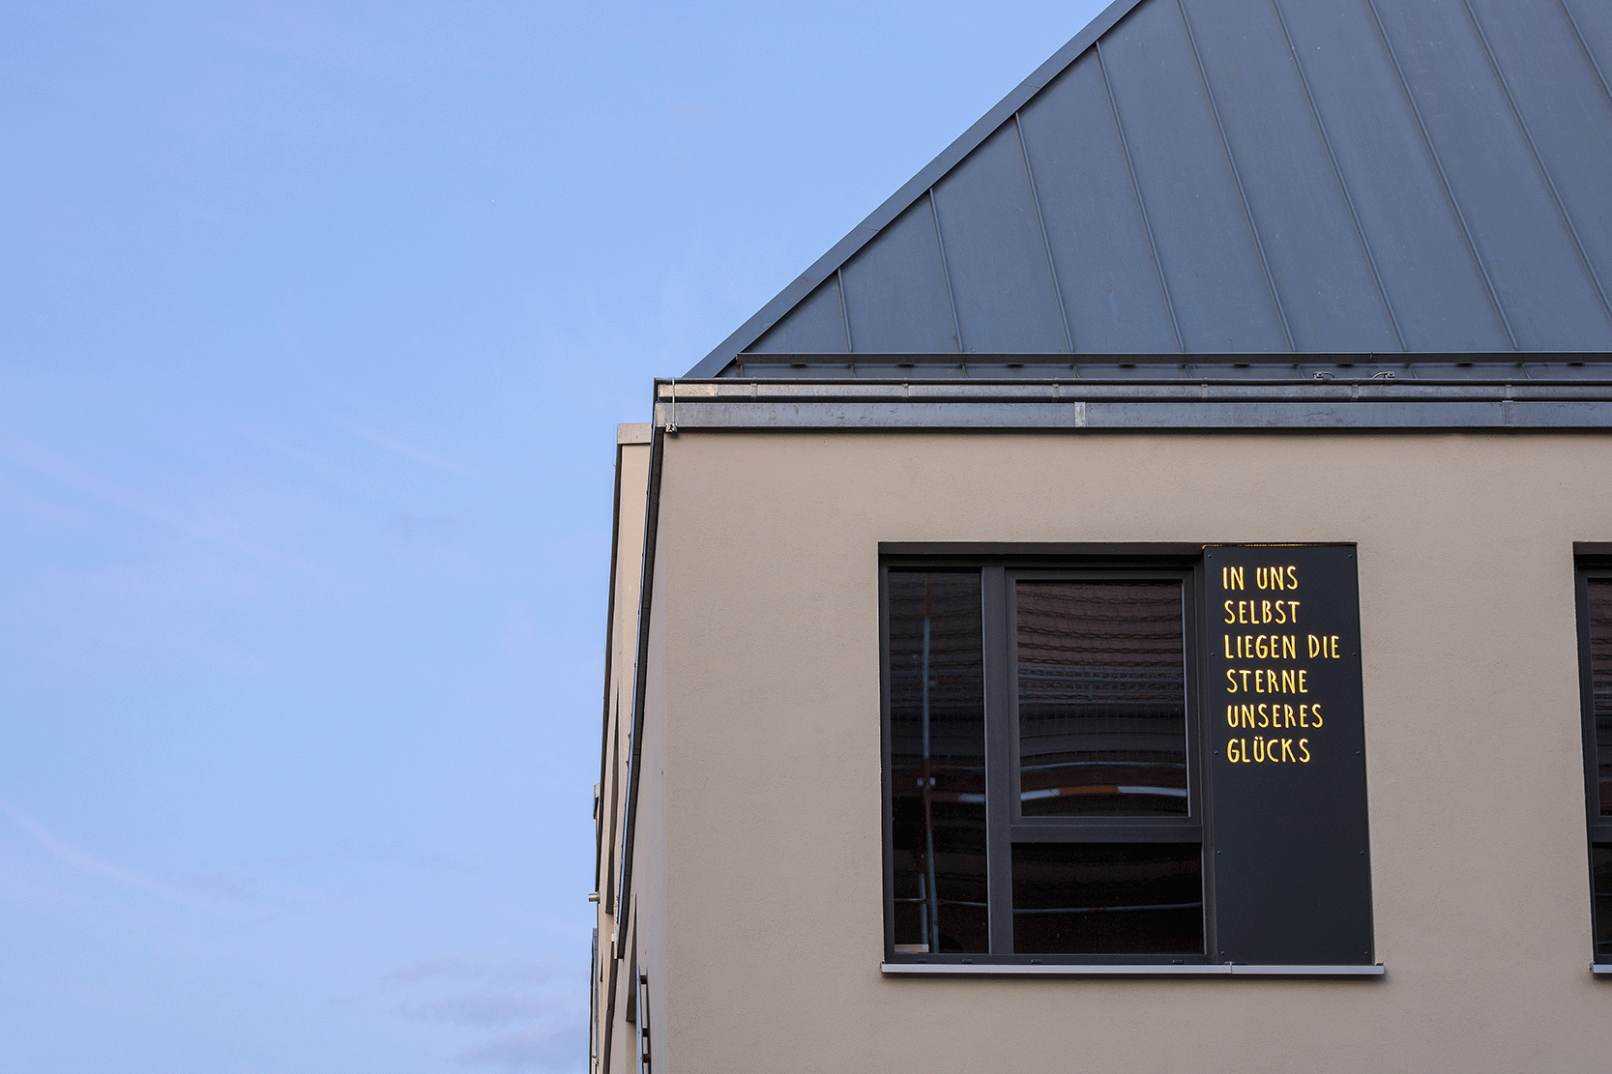 IN UNS
SELBST
LIEGEN DIE
STERNE
UNSERES
GLÜCKS